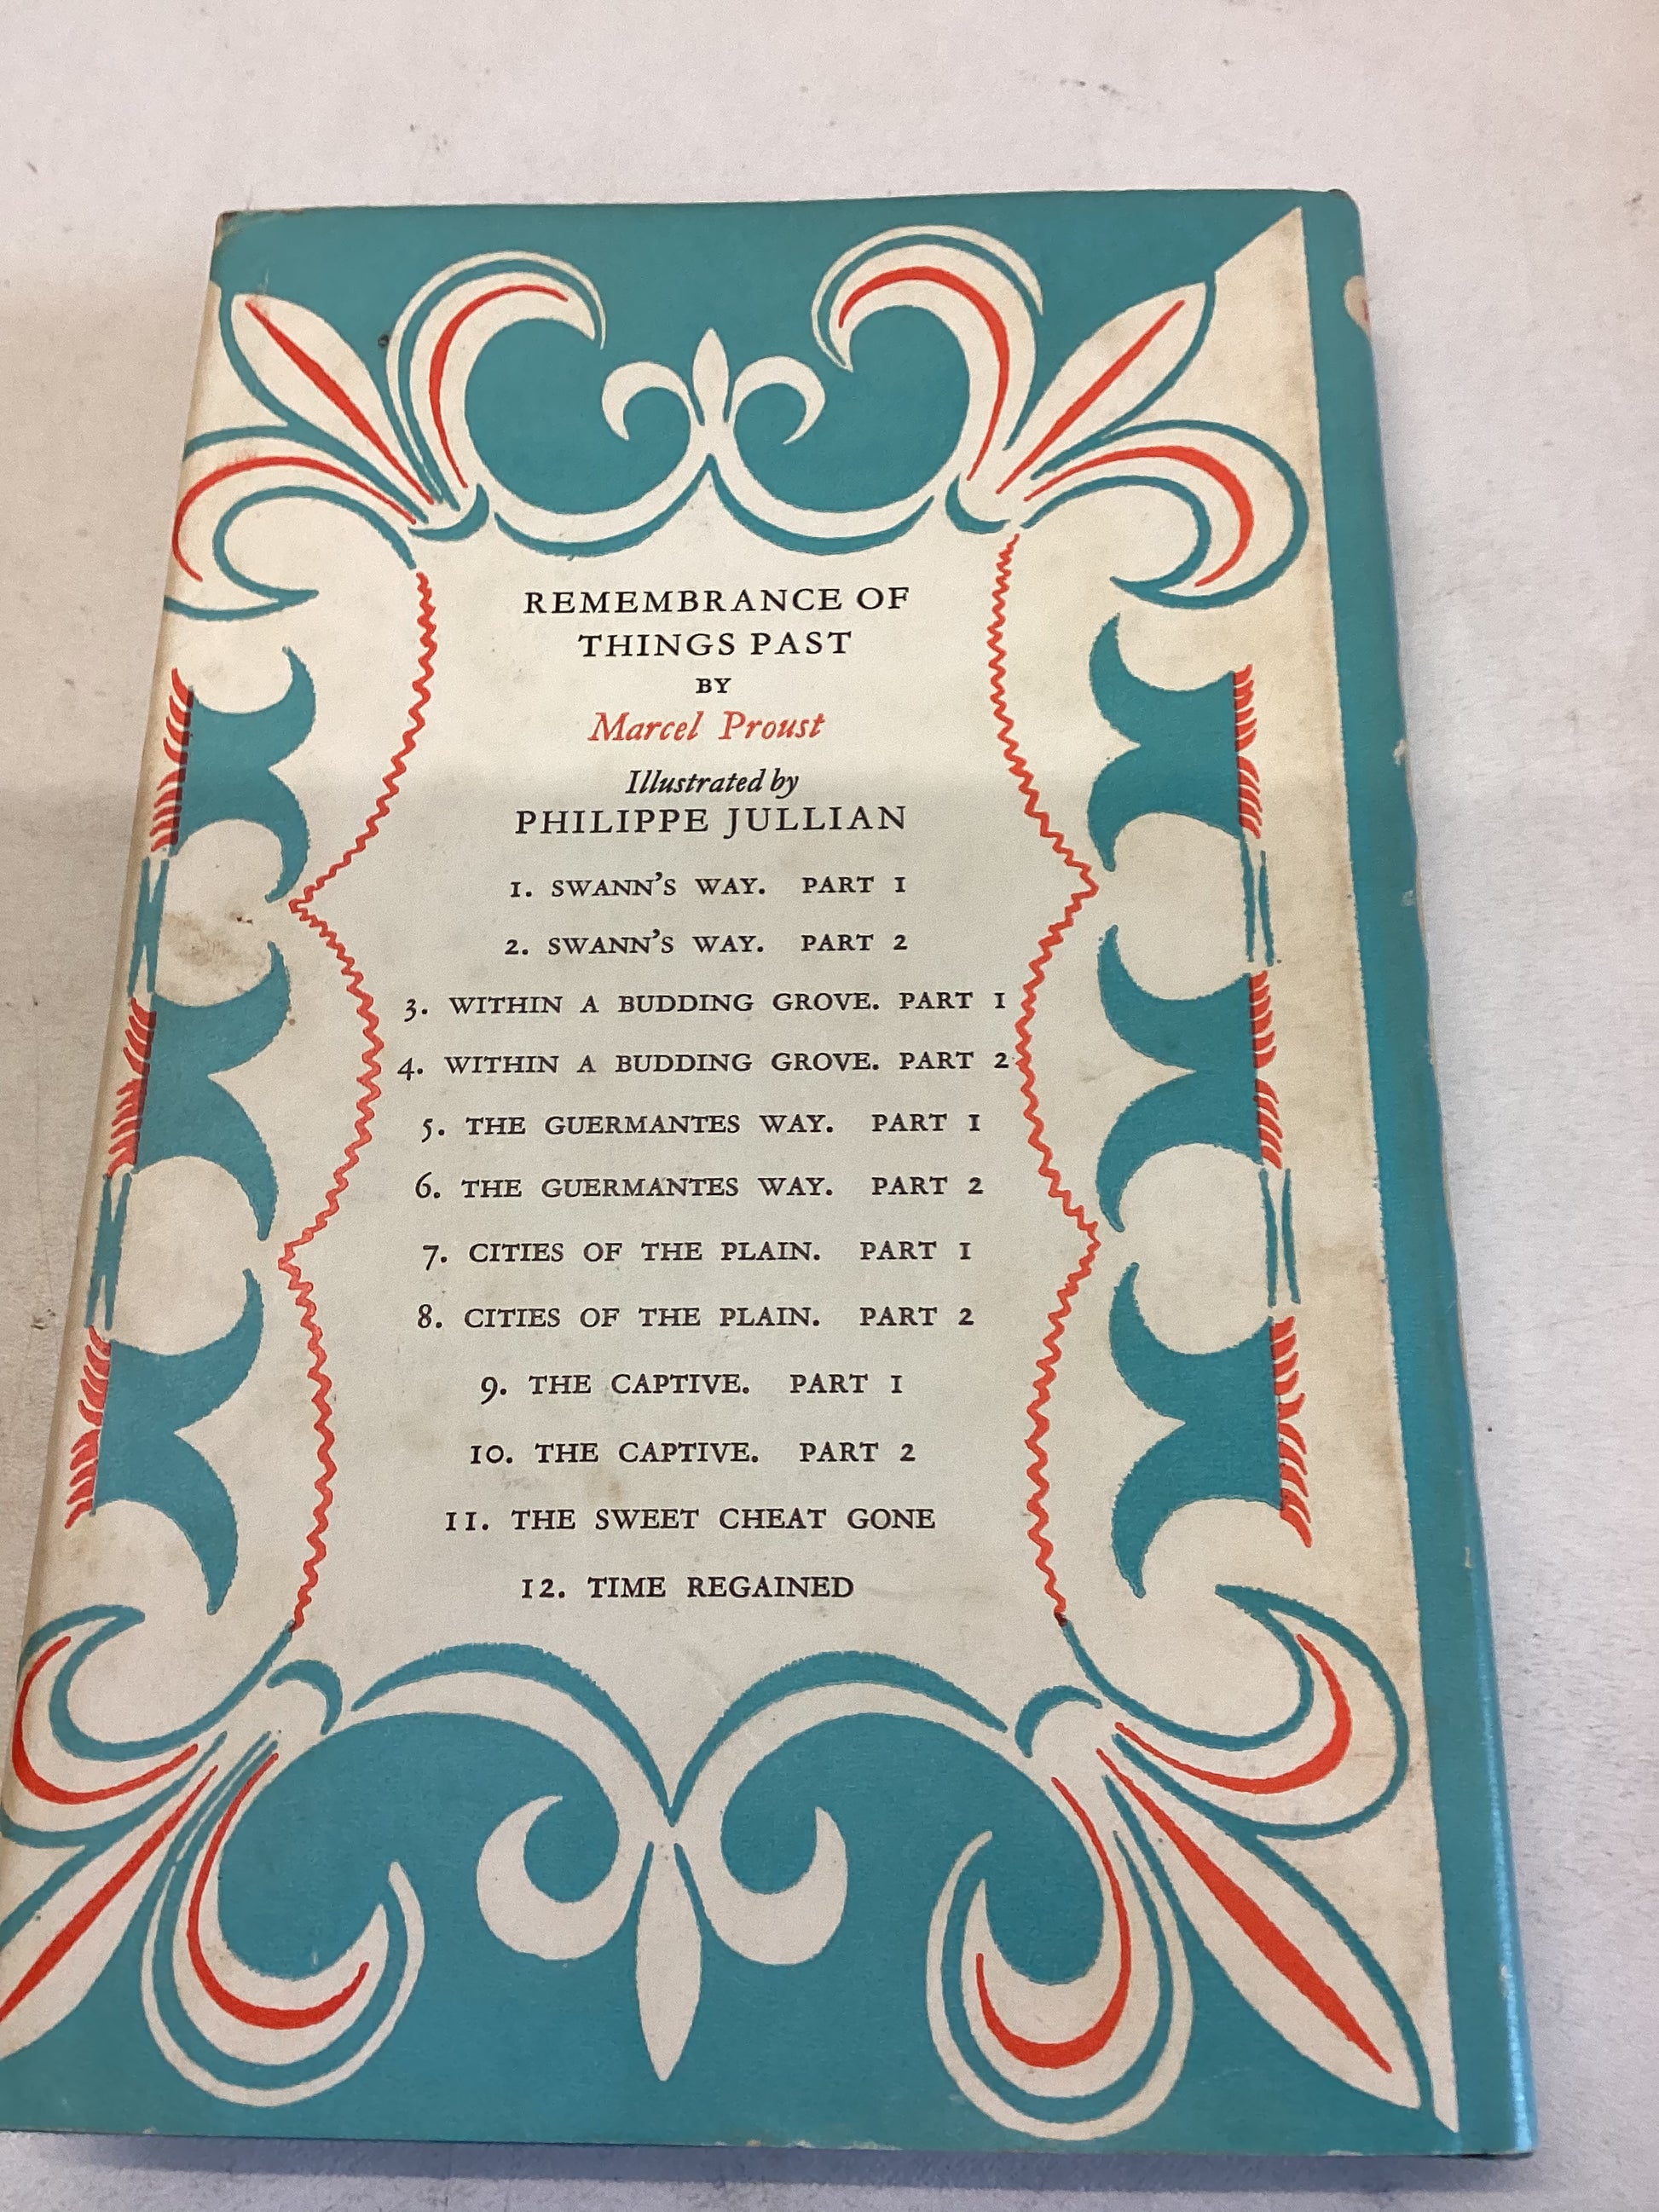 REMEMBRANCE OF
THINGS PAST
BY
Marcel Proust
Illustrated by
PHILIPPE JULLIAN
1. SWANN'S WAY. PART 1
2. SWANN'S WAY. PART 2
3. WITHIN A BUDDING GROVE. PART 1
4. WITHIN A BUDDING GROVE. PART 2
5. THE GUERMANTES WAY. PART 1
6. THE GUERMANTES WAY. PART 2
7. CITIES OF THE PLAIN. PART 1
8. CITIES OF THE PLAIN. PART 2
9. THE CAPTIVE. PART 1
10. THE CAPTIVE. PART 2
11. THE SWEET CHEAT GONE
12. TIME REGAINED